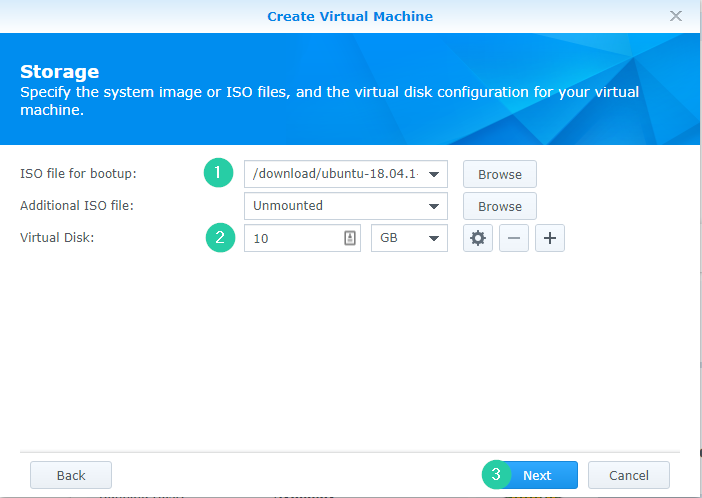 Create Virtual Machine
Storage
Specify the system image or ISO files, and the virtual disk configuration for your virtual
machine.
ISO file for bootup: 1 /download/ubuntu-18.04.1- Browse
Additional ISO file: Unmounted Browse
Virtual Disk: 2 10 GB
Back 3 Next Cancel